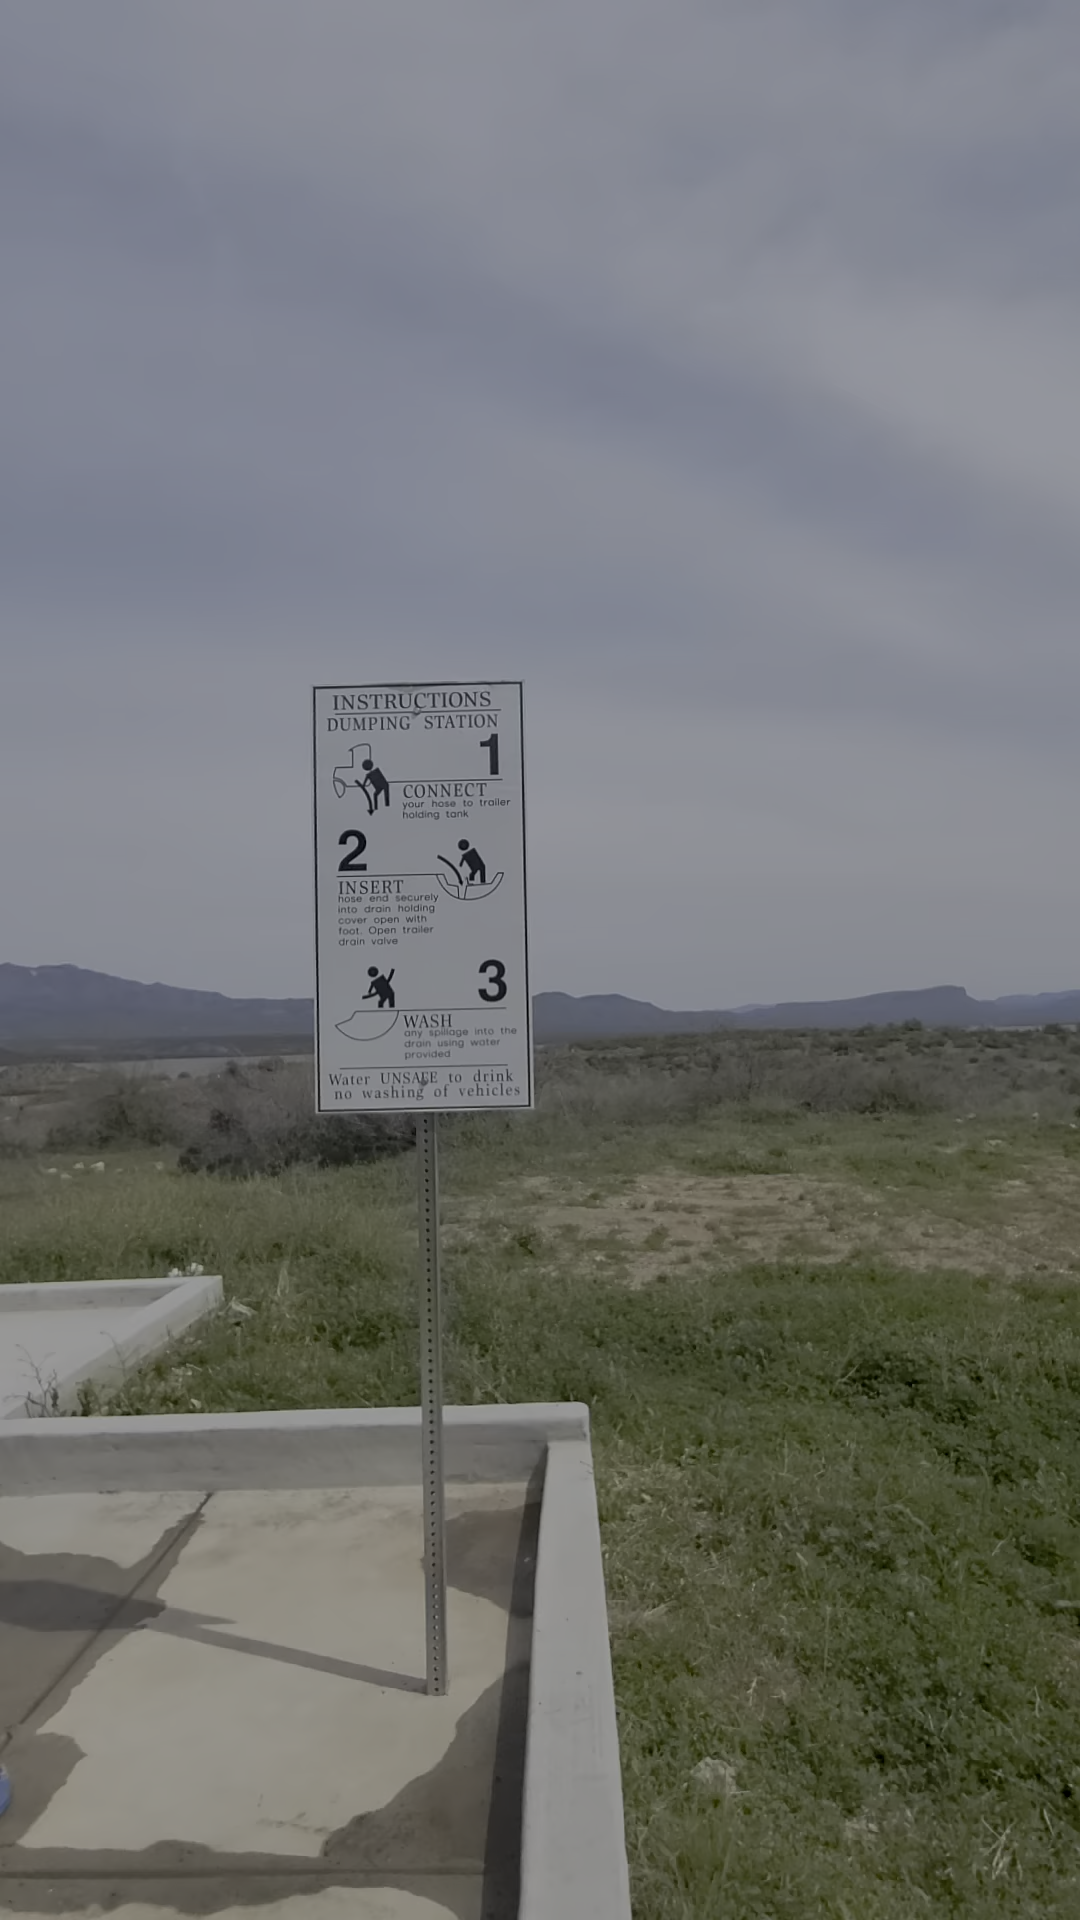 INSTRUCTIONS
DUMPING STATION
1
CONNECT
your hose to trailer
holding tank
2
INSERT
hose end securely
into drain holding
cover open with
foot. Open trailer
drain valve
3
WASH
any spillage into the
drain using water
provided
Water UNSAFE to drink
no washing of vehicles